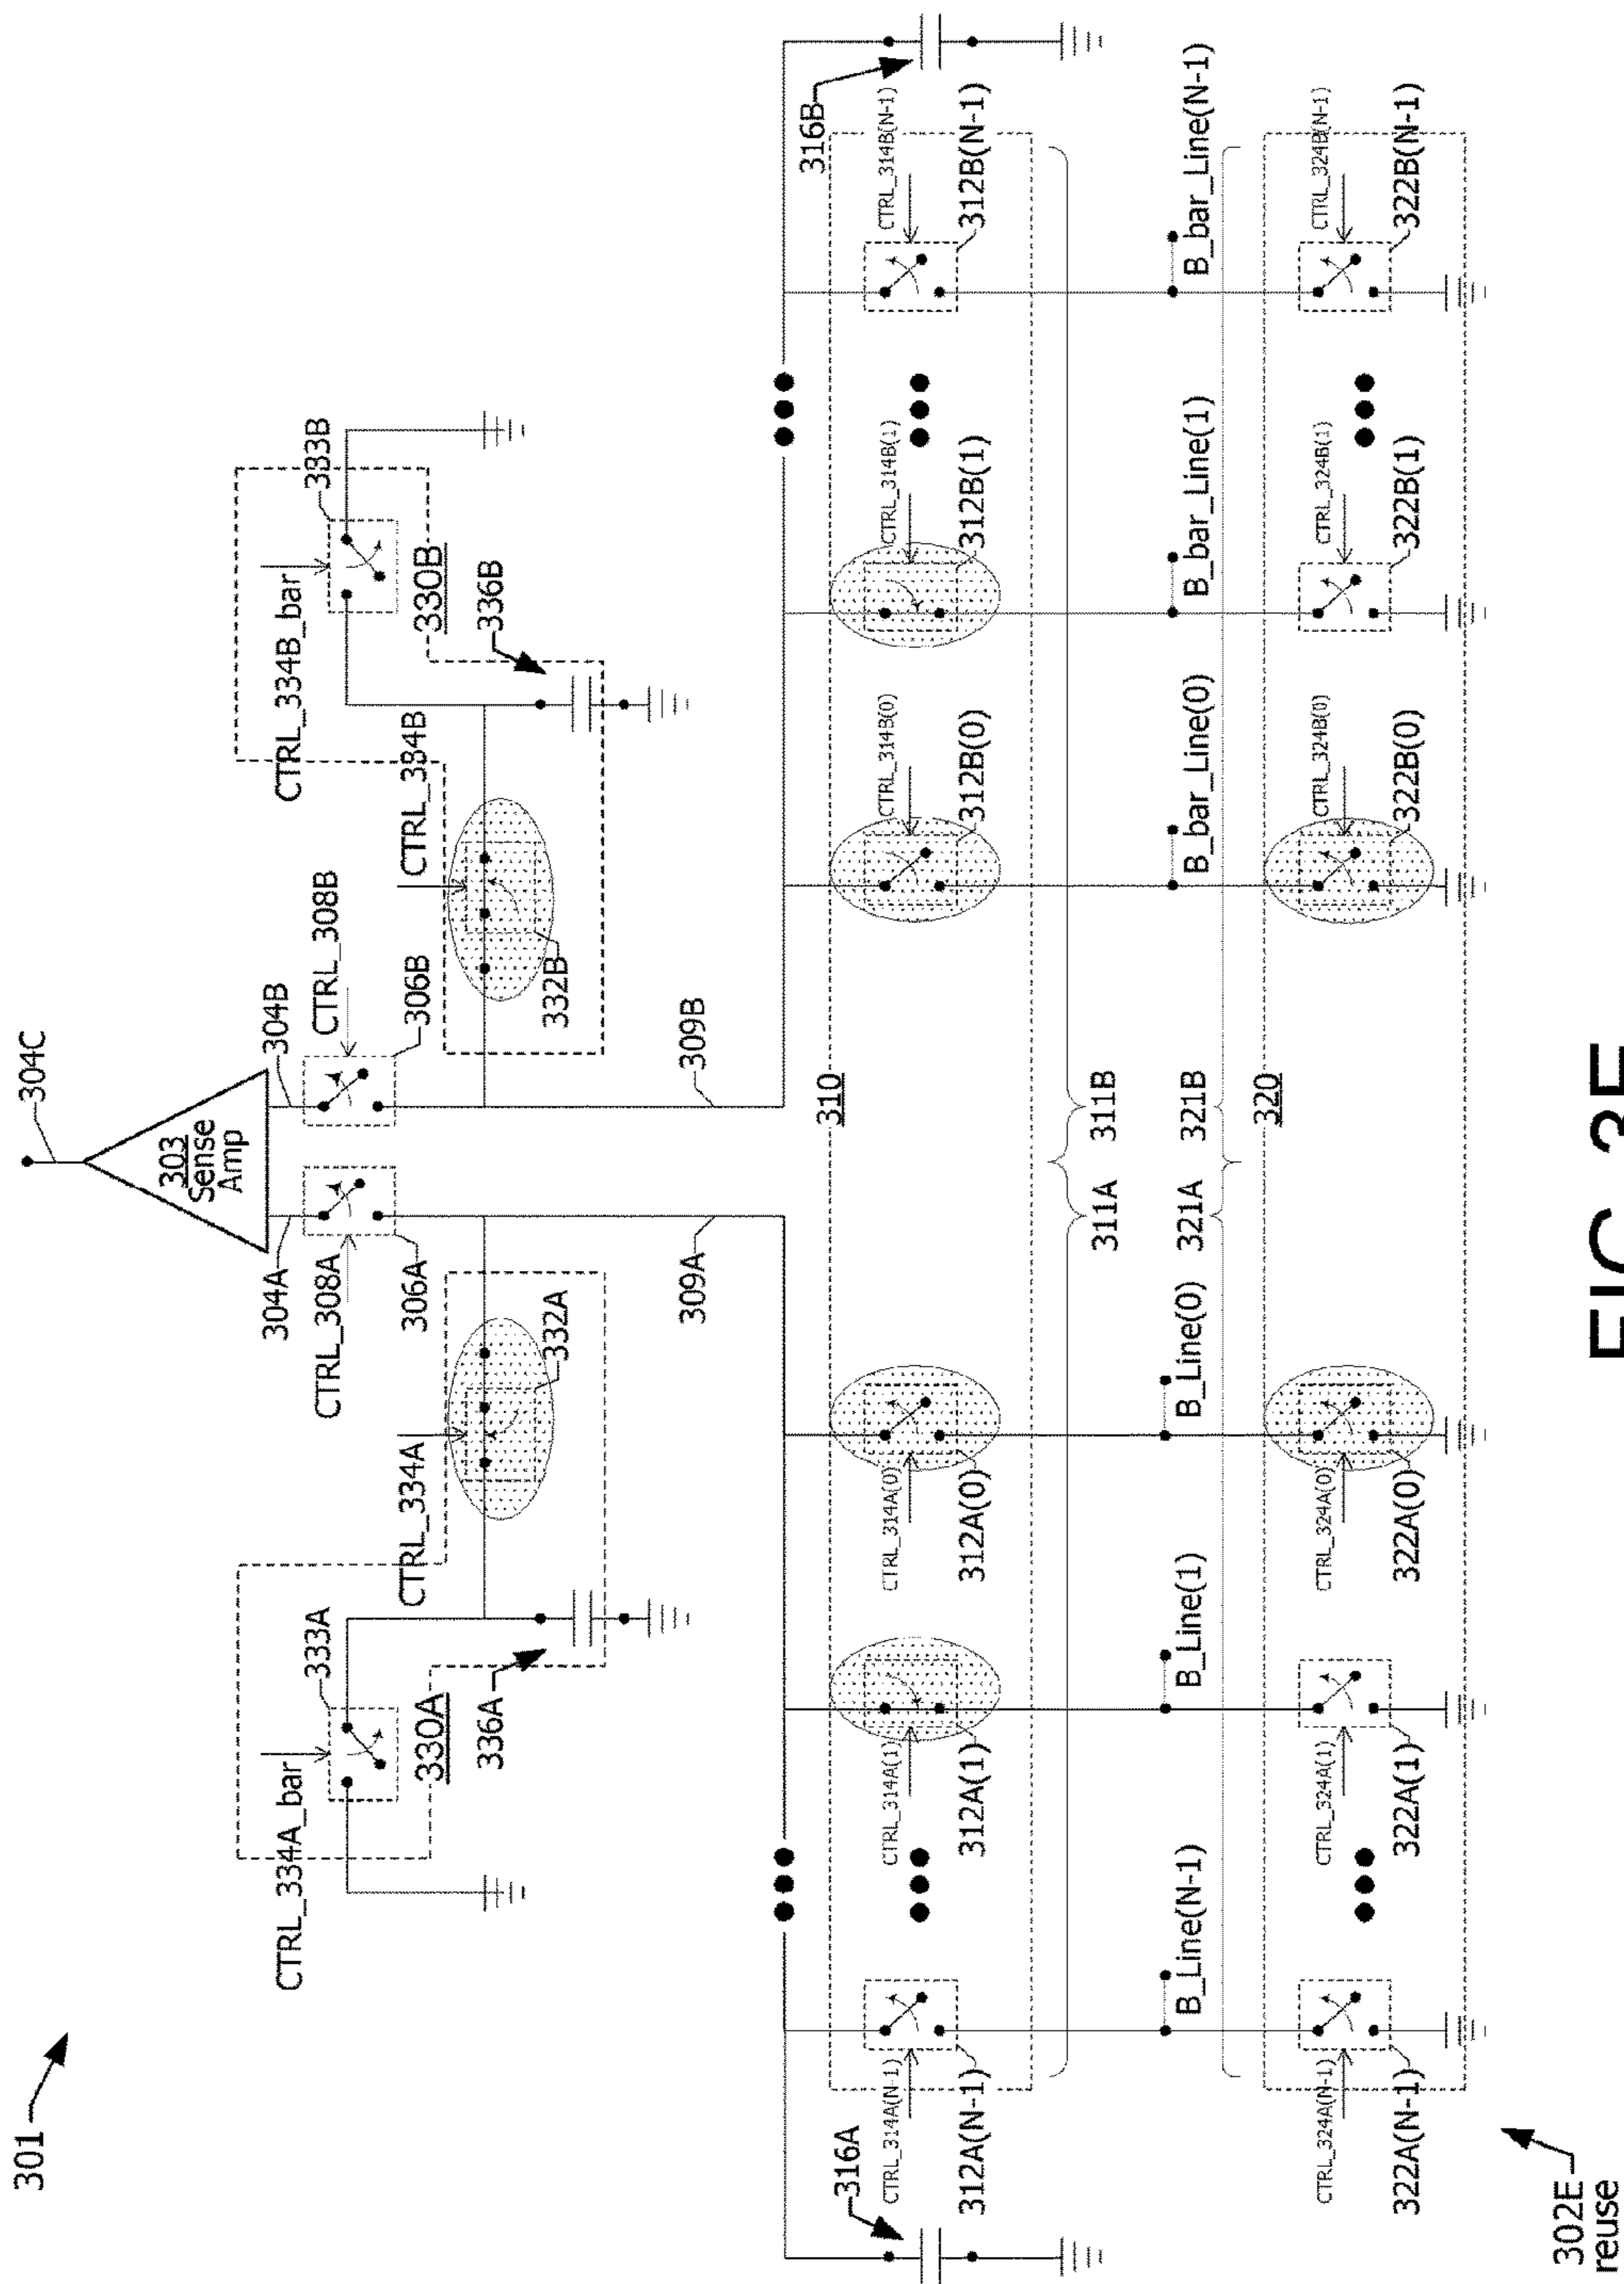 301
304C
303
Sense
Amp
304A
304B
CTRL_308A
CTRL_308B
306A
306B
CTRL_334A_bar
333A
330A
336A
CTRL_334A
332A
CTRL_334B_bar
333B
330B
336B
CTRL_334B
332B
309A
309B
316A
316B
310
CTRL_314A(N-1)
312A(N-1)
CTRL_314A(1)
312A(1)
CTRL_314A(0)
312A(0)
CTRL_314B(0)
312B(0)
CTRL_314B(1)
312B(1)
CTRL_314B(N-1)
312B(N-1)
311A
311B
B_Line(N-1)
B_Line(1)
B_Line(0)
B_bar_Line(0)
B_bar_Line(1)
B_bar_Line(N-1)
321A
321B
320
CTRL_324A(N-1)
322A(N-1)
CTRL_324A(1)
322A(1)
CTRL_324A(0)
322A(0)
CTRL_324B(0)
322B(0)
CTRL_324B(1)
322B(1)
CTRL_324B(N-1)
322B(N-1)
302E
reuse